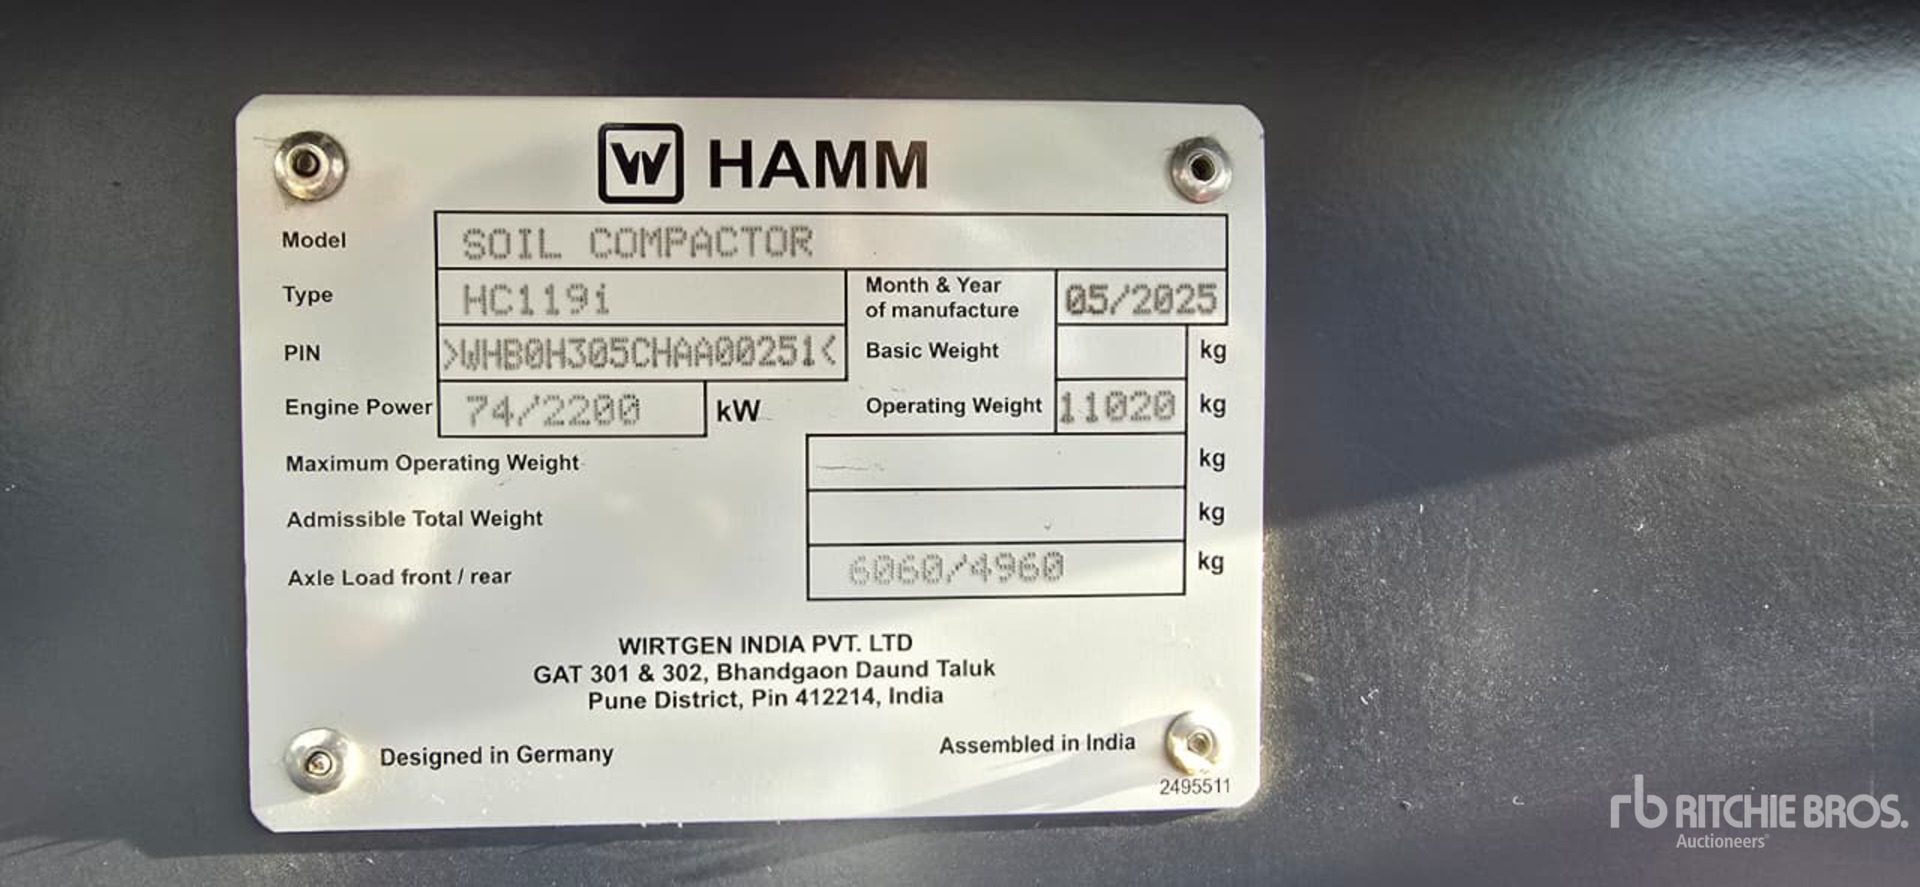 W HAMM
Model SOIL COMPACTOR
Type HC119i Month & Year of manufacture 05/2025
PIN >WHB0H305CHAA00251< Basic Weight kg
Engine Power 74/2200 kW Operating Weight 11020 kg
Maximum Operating Weight kg
Admissible Total Weight kg
Axle Load front / rear 6060/4960 kg
WIRTGEN INDIA PVT. LTD
GAT 301 & 302, Bhandgaon Daund Taluk
Pune District, Pin 412214, India
Designed in Germany Assembled in India
2495511
rb RITCHIE BROS.
Auctioneers